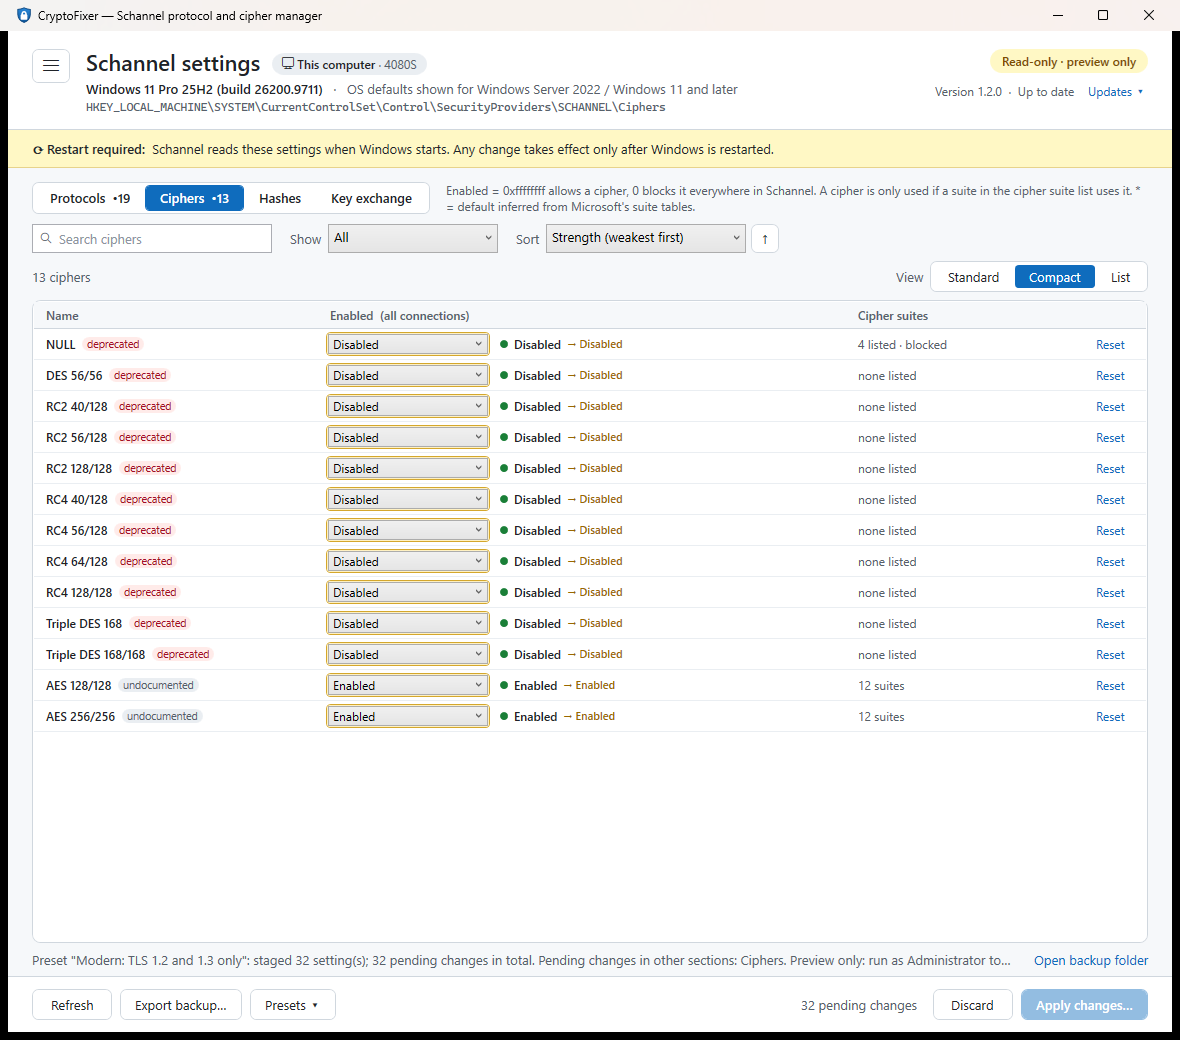 CryptoFixer — Schannel protocol and cipher manager
Schannel settings
This computer · 4080S
Read-only · preview only
Windows 11 Pro 25H2 (build 26200.9711) · OS defaults shown for Windows Server 2022 / Windows 11 and later
Version 1.2.0 · Up to date Updates ▾
HKEY_LOCAL_MACHINE\SYSTEM\CurrentControlSet\Control\SecurityProviders\SCHANNEL\Ciphers
⟳ Restart required: Schannel reads these settings when Windows starts. Any change takes effect only after Windows is restarted.
Protocols •19 Ciphers •13 Hashes Key exchange
Enabled = 0xffffffff allows a cipher, 0 blocks it everywhere in Schannel. A cipher is only used if a suite in the cipher suite list uses it. *
= default inferred from Microsoft's suite tables.
Search ciphers Show All Sort Strength (weakest first) ↑
13 ciphers View Standard Compact List
Name Enabled (all connections) Cipher suites
NULL deprecated Disabled ● Disabled → Disabled 4 listed · blocked Reset
DES 56/56 deprecated Disabled ● Disabled → Disabled none listed Reset
RC2 40/128 deprecated Disabled ● Disabled → Disabled none listed Reset
RC2 56/128 deprecated Disabled ● Disabled → Disabled none listed Reset
RC2 128/128 deprecated Disabled ● Disabled → Disabled none listed Reset
RC4 40/128 deprecated Disabled ● Disabled → Disabled none listed Reset
RC4 56/128 deprecated Disabled ● Disabled → Disabled none listed Reset
RC4 64/128 deprecated Disabled ● Disabled → Disabled none listed Reset
RC4 128/128 deprecated Disabled ● Disabled → Disabled none listed Reset
Triple DES 168 deprecated Disabled ● Disabled → Disabled none listed Reset
Triple DES 168/168 deprecated Disabled ● Disabled → Disabled none listed Reset
AES 128/128 undocumented Enabled ● Enabled → Enabled 12 suites Reset
AES 256/256 undocumented Enabled ● Enabled → Enabled 12 suites Reset
Preset "Modern: TLS 1.2 and 1.3 only": staged 32 setting(s); 32 pending changes in total. Pending changes in other sections: Ciphers. Preview only: run as Administrator to... Open backup folder
Refresh Export backup... Presets ▾ 32 pending changes Discard Apply changes...